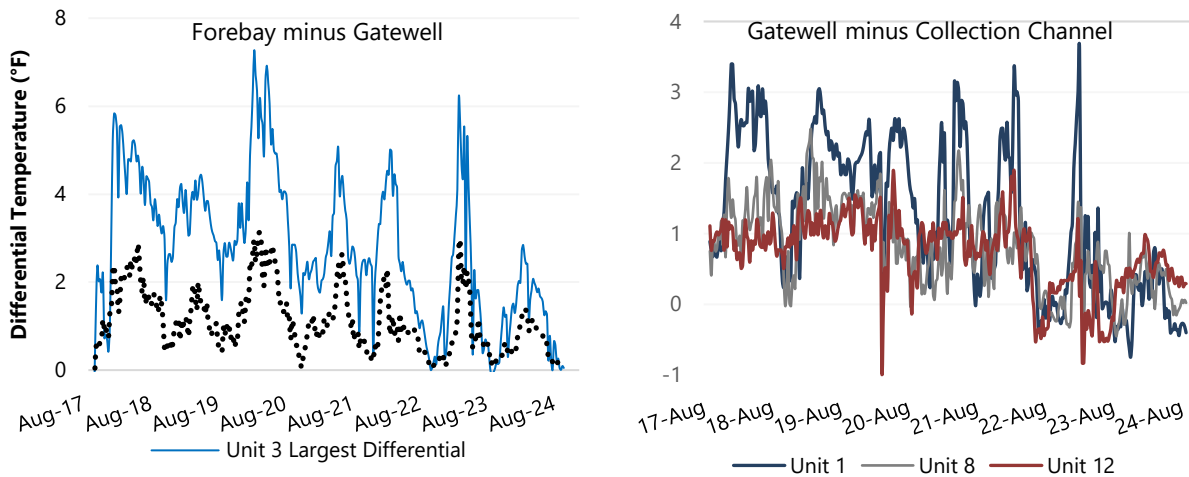 Forebay minus Gatewell
Differential Temperature (°F)
8
6
4
2
0
Aug-17
Aug-18
Aug-19
Aug-20
Aug-21
Aug-22
Aug-23
Aug-24
Unit 3 Largest Differential
Gatewell minus Collection Channel
4
3
2
1
0
-1
17-Aug
18-Aug
19-Aug
20-Aug
21-Aug
22-Aug
23-Aug
24-Aug
Unit 1 Unit 8 Unit 12